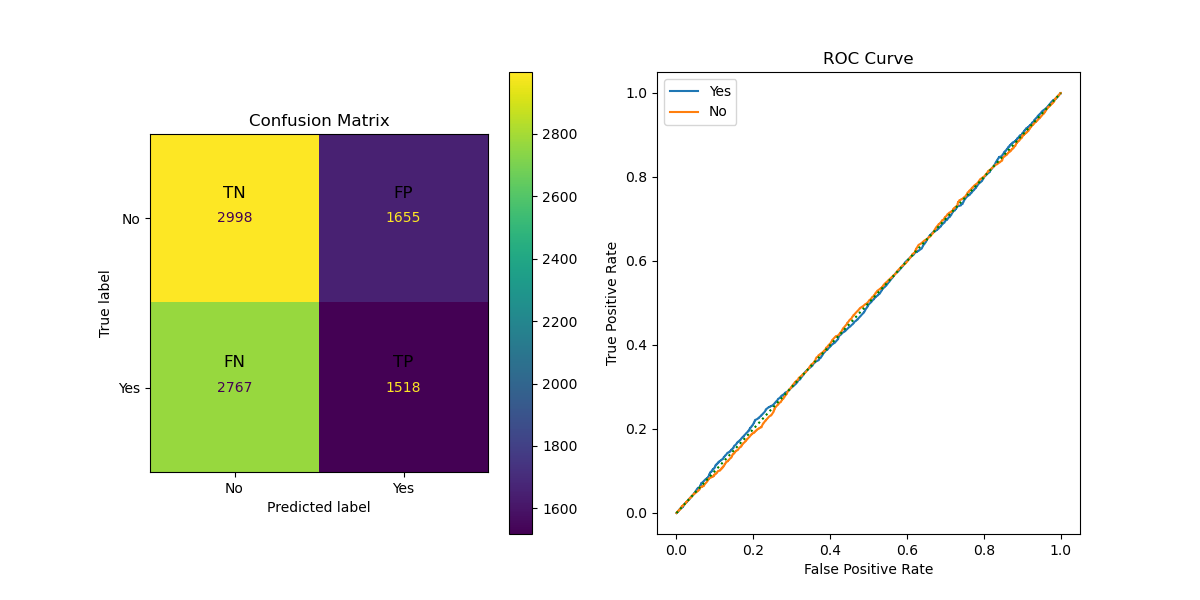 Confusion Matrix
TN
2998
FP
1655
FN
2767
TP
1518
No
Yes
True label
No
Yes
Predicted label
2800
2600
2400
2200
2000
1800
1600
ROC Curve
Yes
No
1.0
0.8
0.6
0.4
0.2
0.0
True Positive Rate
0.0
0.2
0.4
0.6
0.8
1.0
False Positive Rate